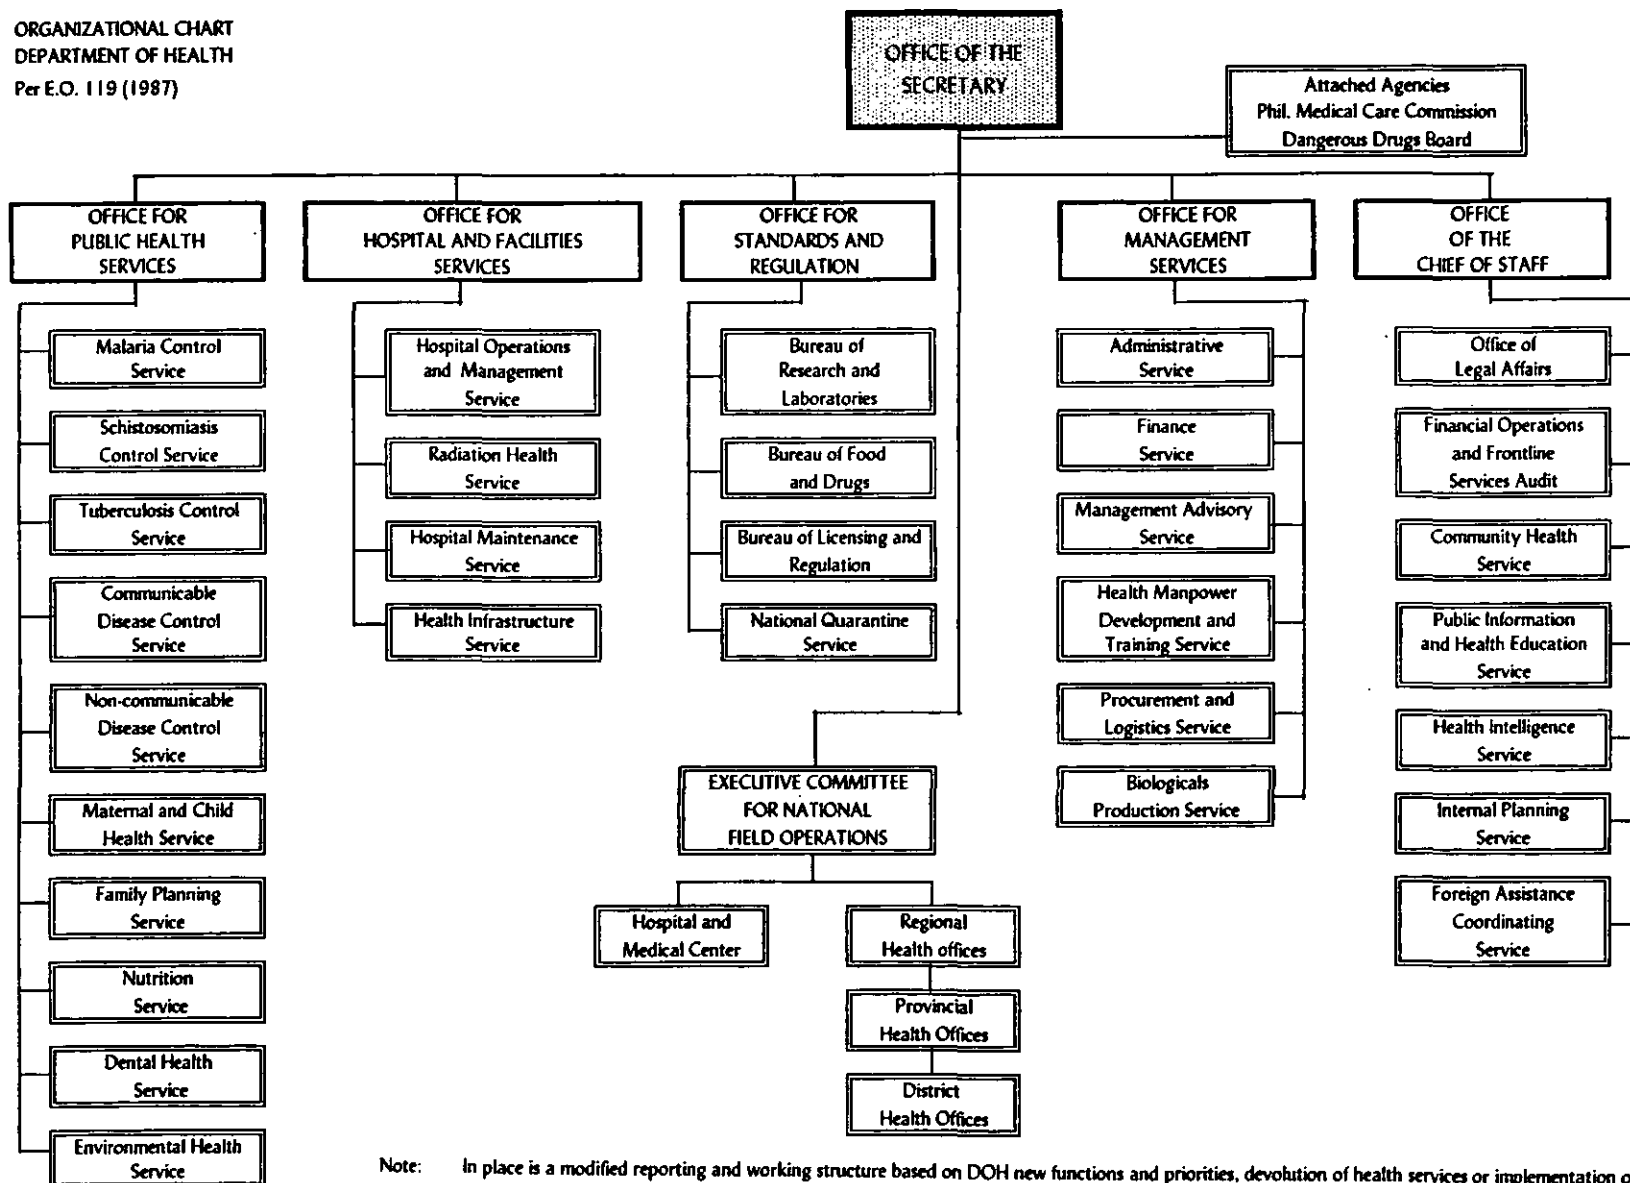 ORGANIZATIONAL CHART
DEPARTMENT OF HEALTH
Per E.O. 119 (1987)
OFFICE OF THE
SECRETARY
Attached Agencies
Phil. Medical Care Commission
Dangerous Drugs Board
OFFICE FOR
PUBLIC HEALTH
SERVICES
Malaria Control
Service
Schistosomiasis
Control Service
Tuberculosis Control
Service
Communicable
Disease Control
Service
Non-communicable
Disease Control
Service
Maternal and Child
Health Service
Family Planning
Service
Nutrition
Service
Dental Health
Service
Environmental Health
Service
OFFICE FOR
HOSPITAL AND FACILITIES
SERVICES
Hospital Operations
and Management
Service
Radiation Health
Service
Hospital Maintenance
Service
Health Infrastructure
Service
OFFICE FOR
STANDARDS AND
REGULATION
Bureau of
Research and
Laboratories
Bureau of Food
and Drugs
Bureau of Licensing and
Regulation
National Quarantine
Service
EXECUTIVE COMMITTEE
FOR NATIONAL
FIELD OPERATIONS
Hospital and
Medical Center
Regional
Health offices
Provincial
Health Offices
District
Health Offices
OFFICE FOR
MANAGEMENT
SERVICES
Administrative
Service
Finance
Service
Management Advisory
Service
Health Manpower
Development and
Training Service
Procurement and
Logistics Service
Biologicals
Production Service
OFFICE
OF THE
CHIEF OF STAFF
Office of
Legal Affairs
Financial Operations
and Frontline
Services Audit
Community Health
Service
Public Information
and Health Education
Service
Health Intelligence
Service
Internal Planning
Service
Foreign Assistance
Coordinating
Service
Note: In place is a modified reporting and working structure based on DOH new functions and priorities, devolution of health services or implementation